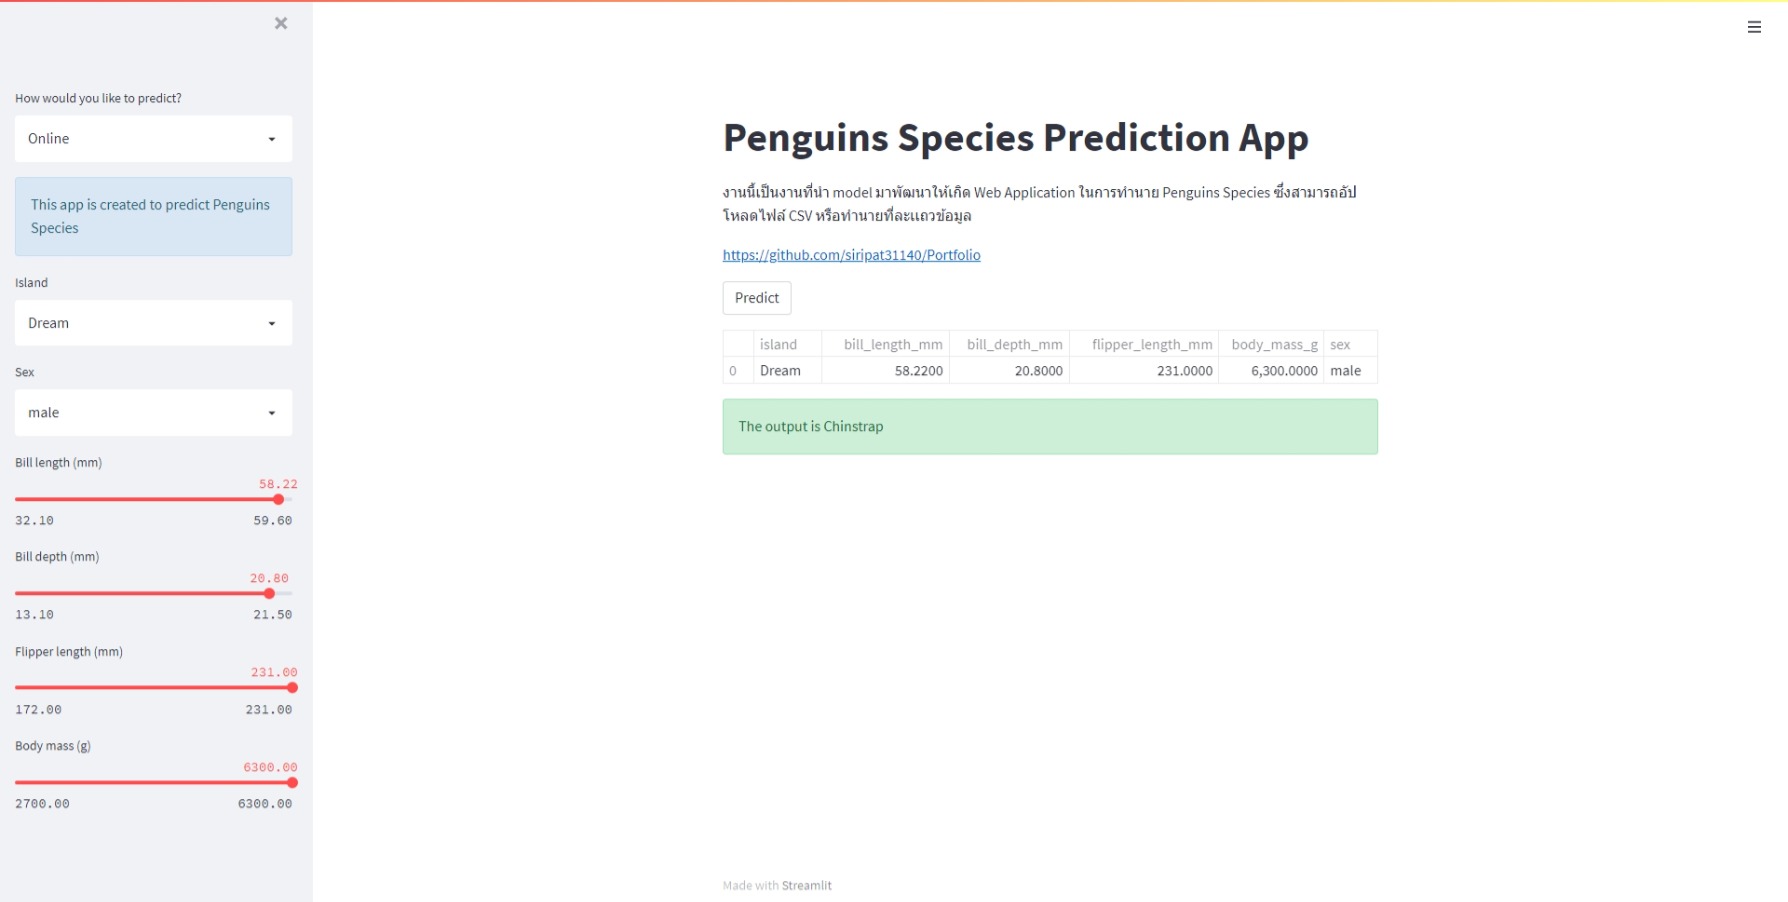 How would you like to predict?
Online
This app is created to predict Penguins
Species
Island
Dream
Sex
male
Bill length (mm)
58.22
32.10 59.60
Bill depth (mm)
20.80
13.10 21.50
Flipper length (mm)
231.00
172.00 231.00
Body mass (g)
6300.00
2700.00 6300.00
Penguins Species Prediction App
งานนี้เป็นงานที่นำ model มาพัฒนาให้เกิด Web Application ในการทำนาย Penguins Species ซึ่งสามารถอัป
โหลดไฟล์ CSV หรือทำนายทีละแถวข้อมูล
https://github.com/siripat31140/Portfolio
Predict
island bill_length_mm bill_depth_mm flipper_length_mm body_mass_g sex
0 Dream 58.2200 20.8000 231.0000 6,300.0000 male
The output is Chinstrap
Made with Streamlit